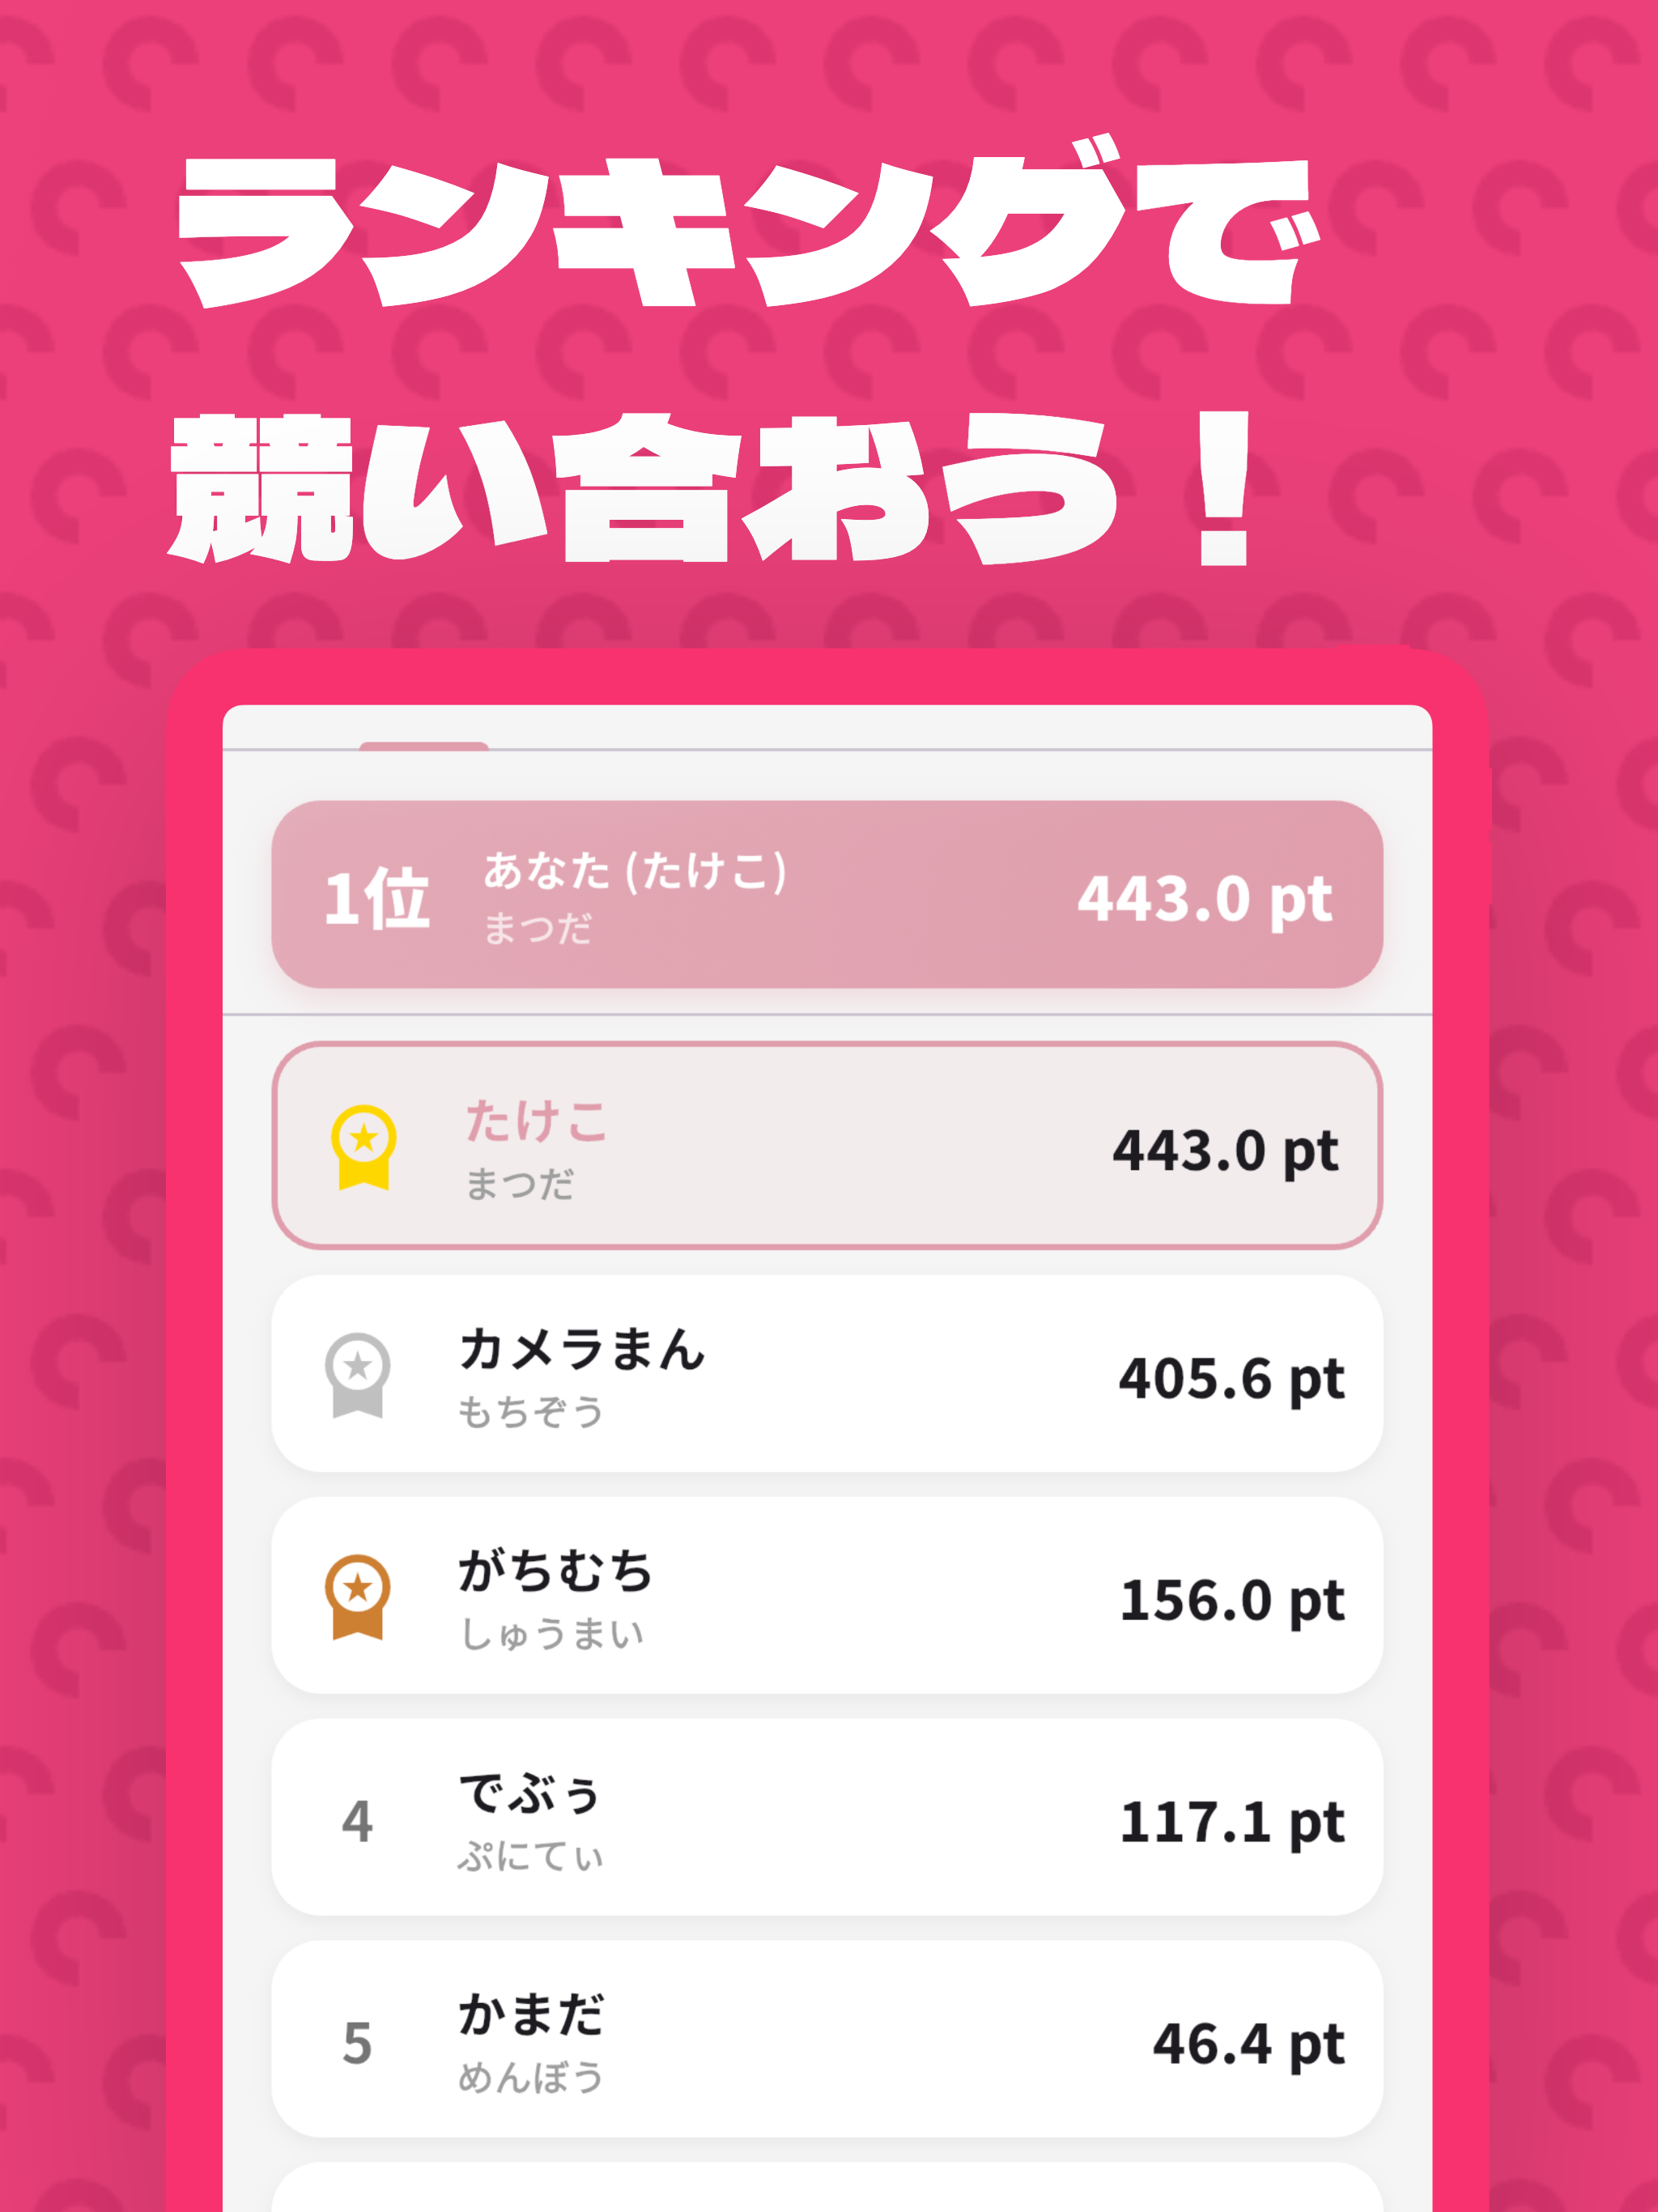 ランキングで
競い合おう！
1位
あなた (たけこ)
まつだ
443.0 pt
たけこ
まつだ
443.0 pt
カメラまん
もちぞう
405.6 pt
がちむち
しゅうまい
156.0 pt
4
でぶぅ
ぷにてぃ
117.1 pt
5
かまだ
めんぼう
46.4 pt